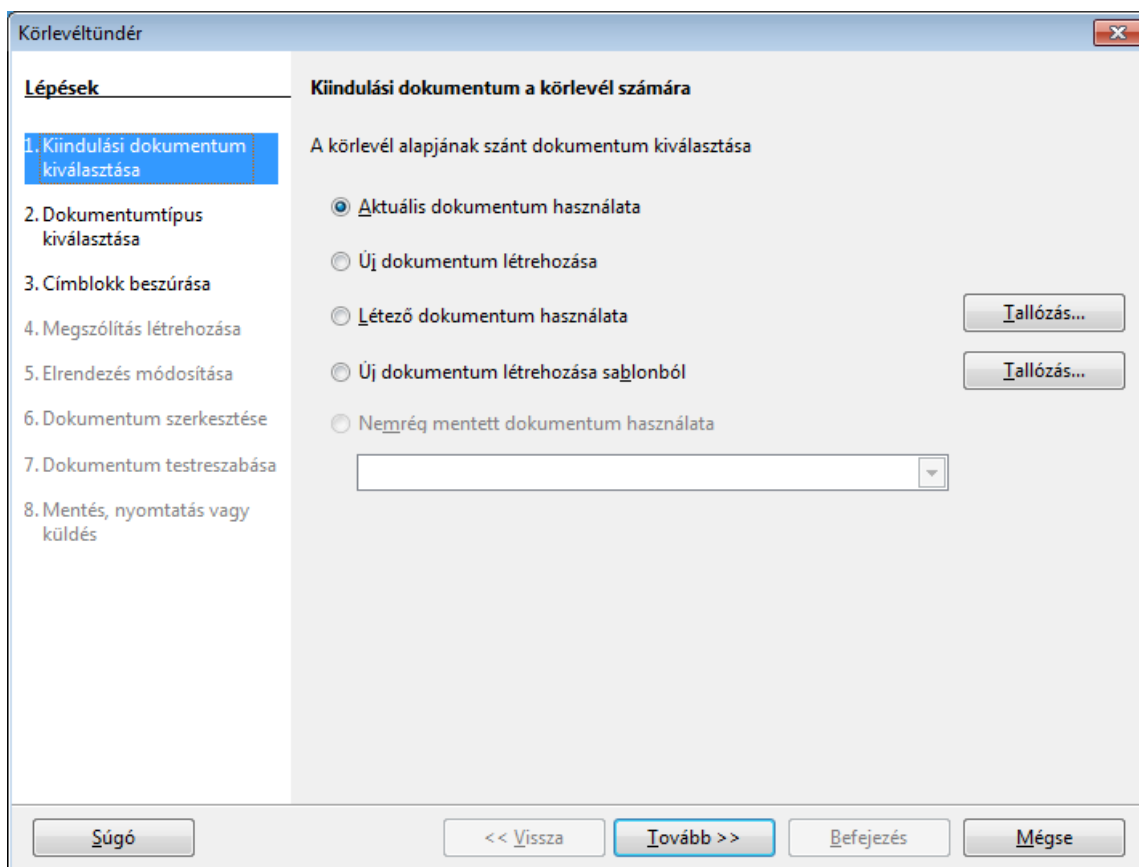 Körlevéltündér
Lépések
1. Kiindulási dokumentum
kiválasztása
2. Dokumentumtípus
kiválasztása
3. Címblokk beszúrása
4. Megszólítás létrehozása
5. Elrendezés módosítása
6. Dokumentum szerkesztése
7. Dokumentum testreszabása
8. Mentés, nyomtatás vagy
küldés
Kiindulási dokumentum a körlevél számára
A körlevél alapjának szánt dokumentum kiválasztása
Aktuális dokumentum használata
Új dokumentum létrehozása
Létező dokumentum használata
Tallózás...
Új dokumentum létrehozása sablonból
Tallózás...
Nemrég mentett dokumentum használata
Súgó
<< Vissza
Tovább >>
Befejezés
Mégse